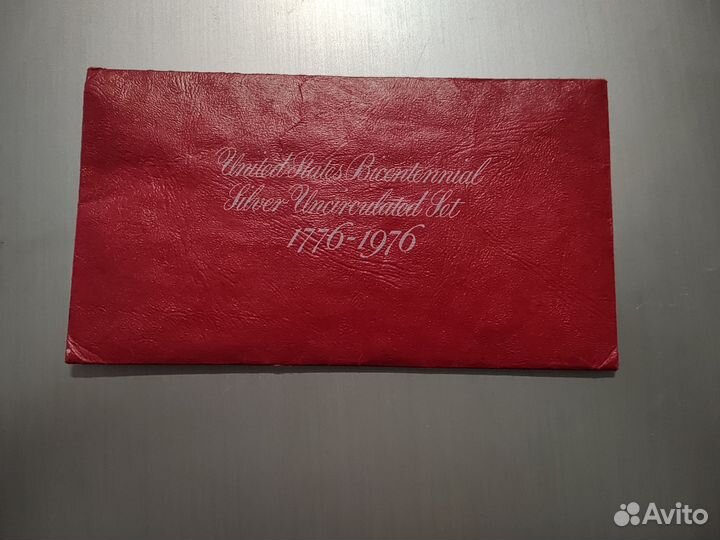 United States Bicentennial
Silver Uncirculated Set
1776-1976
Avito